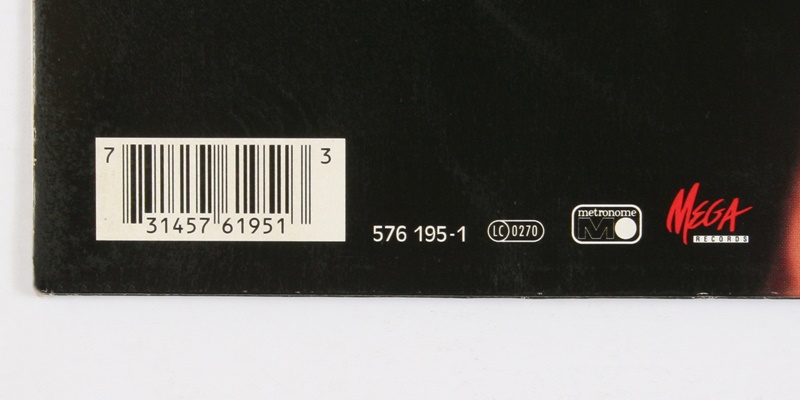 7 31457 61951 3
576 195-1
LC 0270
metronome
M
MEGA
RECORDS